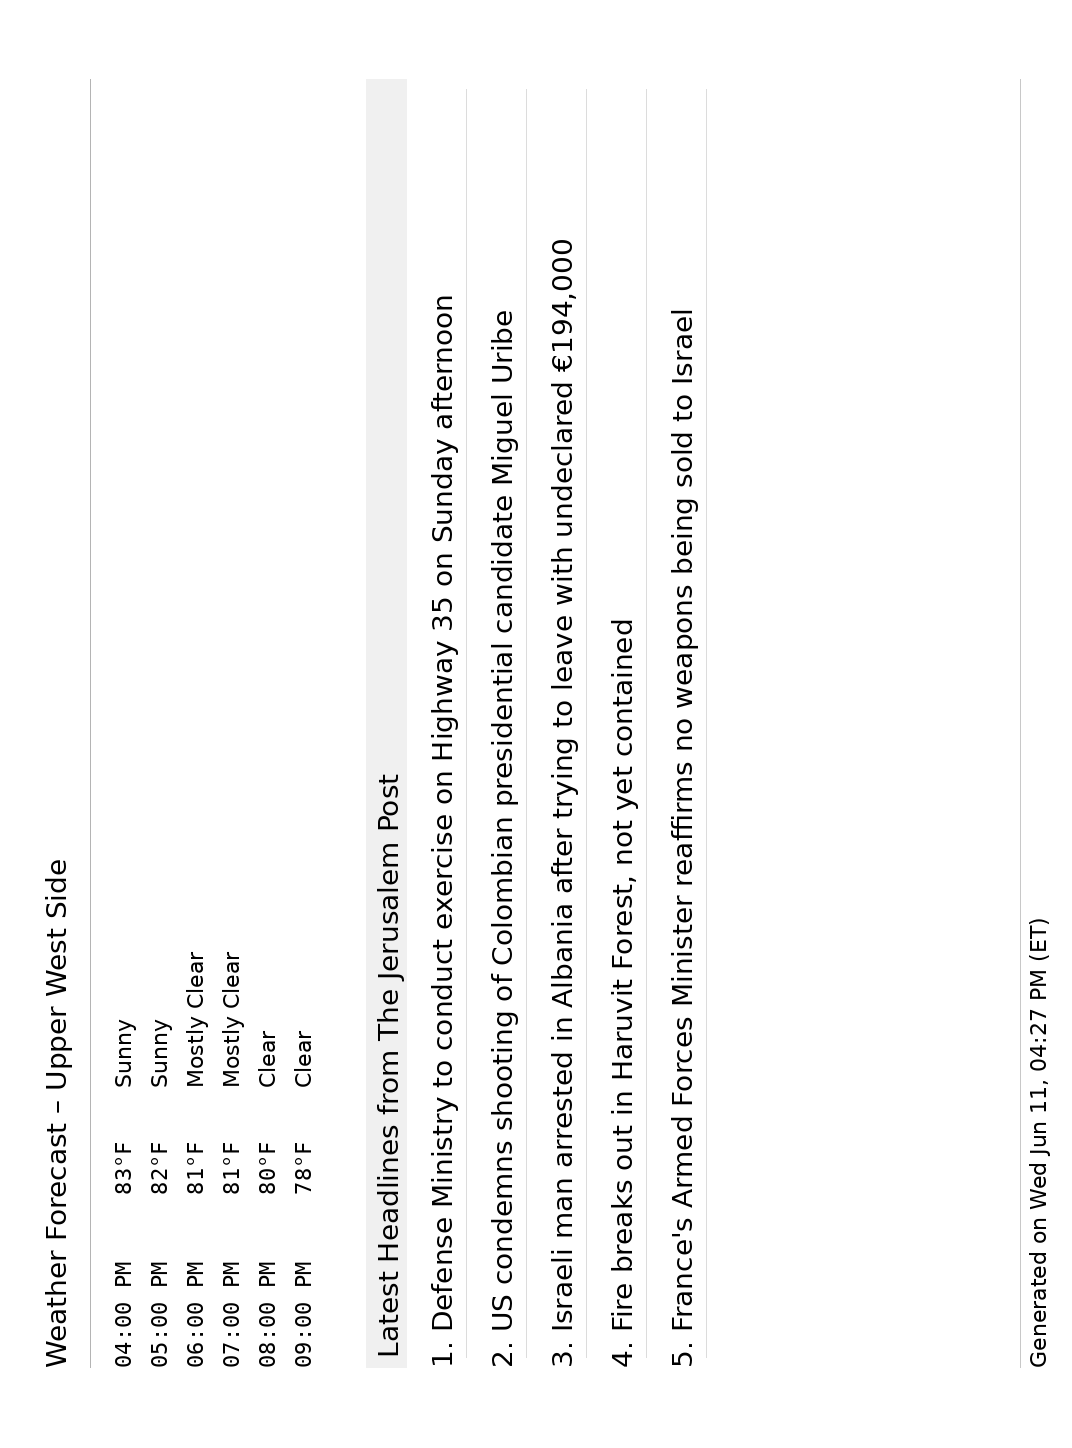 Weather Forecast – Upper West Side
04:00 PM 83°F Sunny
05:00 PM 82°F Sunny
06:00 PM 81°F Mostly Clear
07:00 PM 81°F Mostly Clear
08:00 PM 80°F Clear
09:00 PM 78°F Clear
Latest Headlines from The Jerusalem Post
1. Defense Ministry to conduct exercise on Highway 35 on Sunday afternoon
2. US condemns shooting of Colombian presidential candidate Miguel Uribe
3. Israeli man arrested in Albania after trying to leave with undeclared €194,000
4. Fire breaks out in Haruvit Forest, not yet contained
5. France's Armed Forces Minister reaffirms no weapons being sold to Israel
Generated on Wed Jun 11, 04:27 PM (ET)